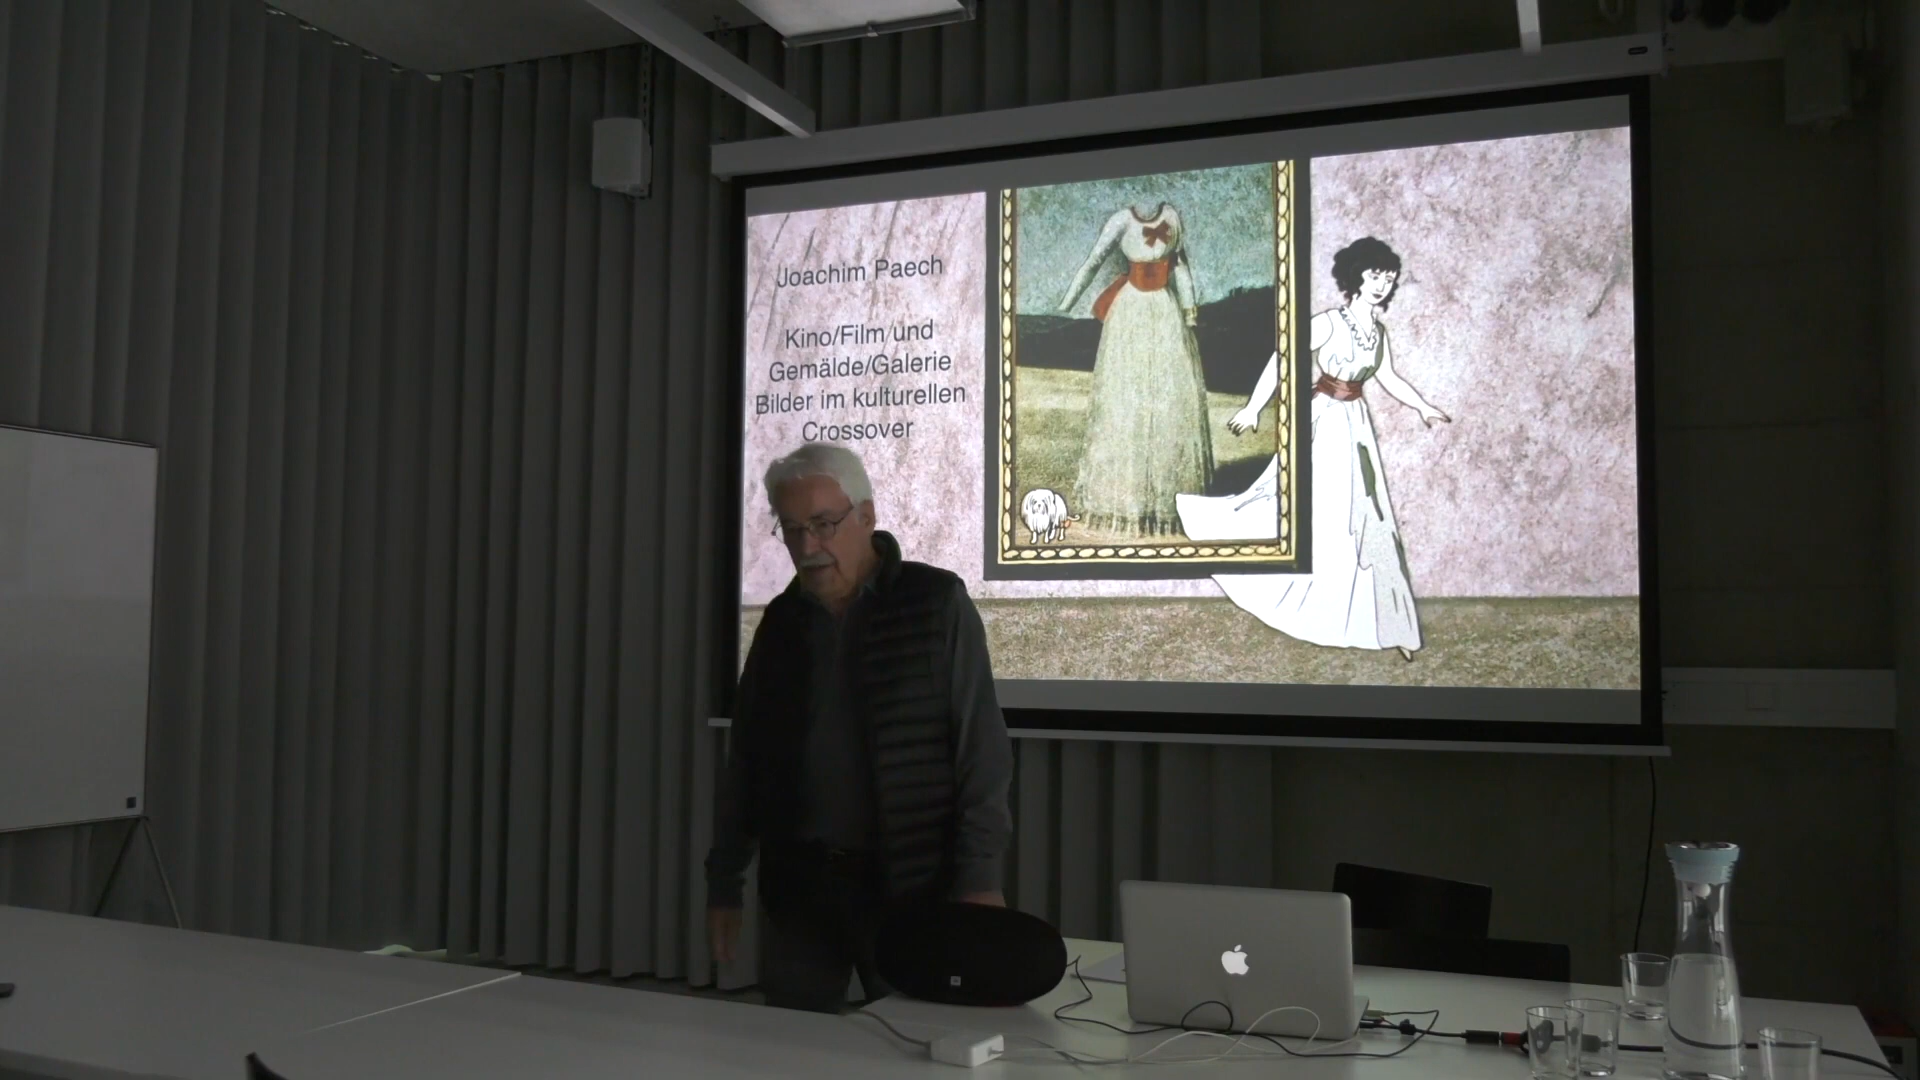 Joachim Paech
Kino/Film und
Gemälde/Galerie
Bilder im kulturellen
Crossover